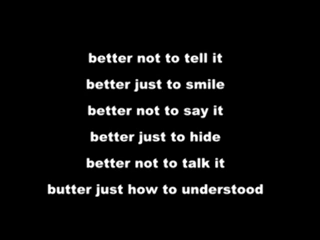 better not to tell it
better just to smile
better not to say it
better just to hide
better not to talk it
butter just how to understood